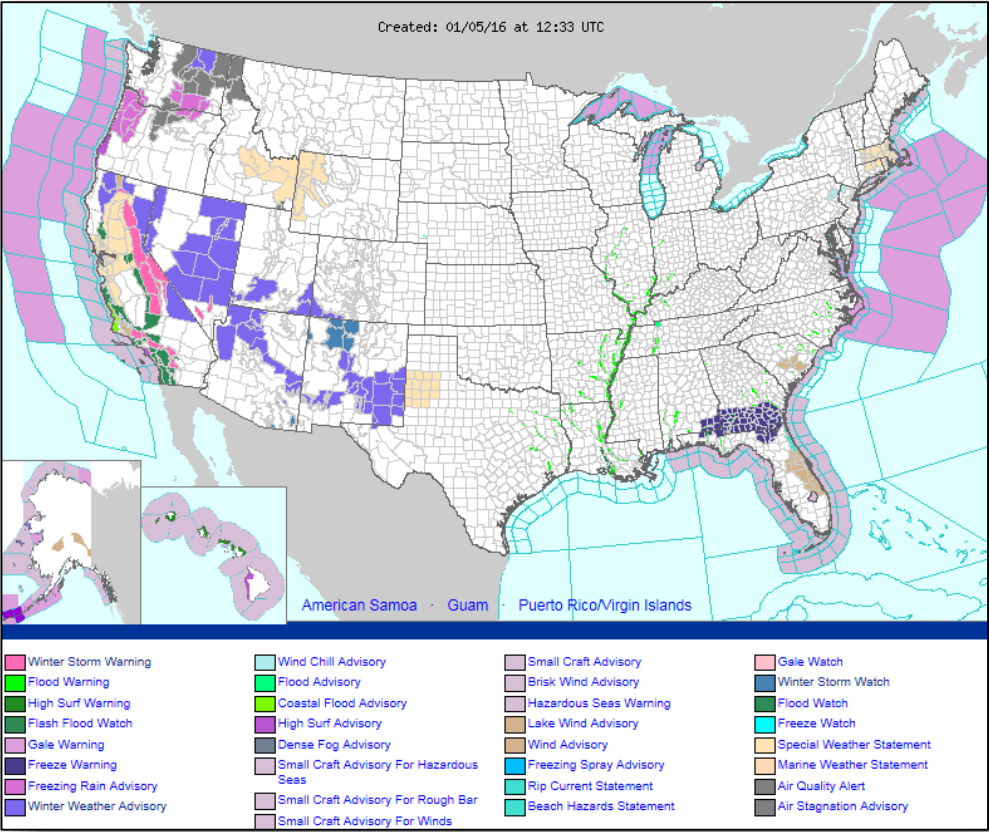 Created: 01/05/16 at 12:33 UTC
American Samoa · Guam · Puerto Rico/Virgin Islands
Winter Storm Warning
Flood Warning
High Surf Warning
Flash Flood Watch
Gale Warning
Freeze Warning
Freezing Rain Advisory
Winter Weather Advisory
Wind Chill Advisory
Flood Advisory
Coastal Flood Advisory
High Surf Advisory
Dense Fog Advisory
Small Craft Advisory For Hazardous
Seas
Small Craft Advisory For Rough Bar
Small Craft Advisory For Winds
Small Craft Advisory
Brisk Wind Advisory
Hazardous Seas Warning
Lake Wind Advisory
Wind Advisory
Freezing Spray Advisory
Rip Current Statement
Beach Hazards Statement
Gale Watch
Winter Storm Watch
Flood Watch
Freeze Watch
Special Weather Statement
Marine Weather Statement
Air Quality Alert
Air Stagnation Advisory